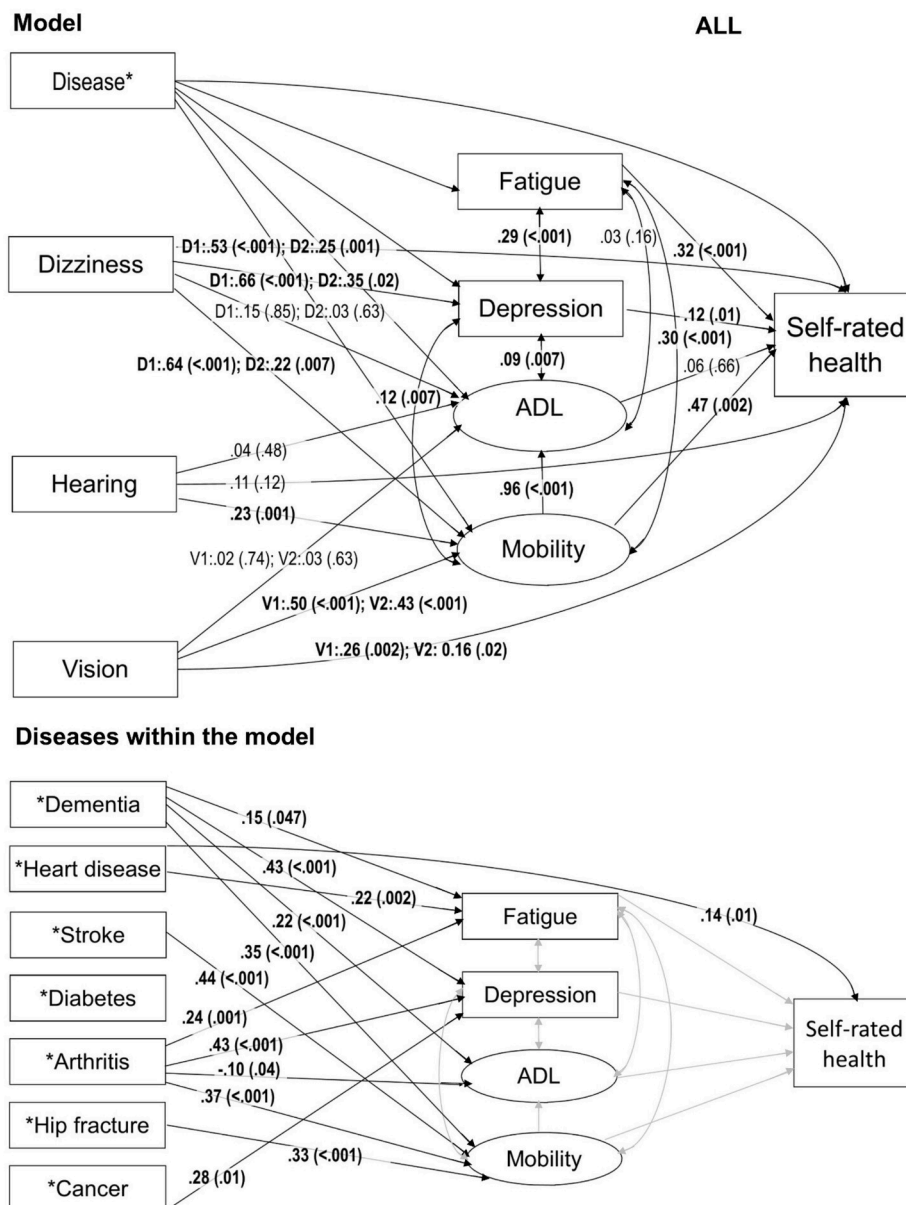 Model
ALL
Disease*
Fatigue
.29 (<.001)
.03 (.16)
D1:.53 (<.001); D2:.25 (.001)
.32 (<.001)
Dizziness
D1:.66 (<.001); D2:.35 (.02)
Depression
D1:.15 (.85); D2:.03 (.63)
.12 (.01)
Self-rated
health
.30 (<.001)
D1:.64 (<.001); D2:.22 (.007)
.09 (.007)
.06 (.66)
.12 (.007)
ADL
.47 (.002)
.04 (.48)
Hearing
.11 (.12)
.96 (<.001)
.23 (.001)
Mobility
V1:.02 (.74); V2:.03 (.63)
V1:.50 (<.001); V2:.43 (<.001)
Vision
V1:.26 (.002); V2: 0.16 (.02)
Diseases within the model
*Dementia
.15 (.047)
*Heart disease
.43 (<.001)
.22 (.002)
.14 (.01)
Fatigue
*Stroke
.22 (<.001)
.35 (<.001)
.44 (<.001)
*Diabetes
Depression
.24 (.001)
Self-rated
health
*Arthritis
.43 (<.001)
-.10 (.04)
ADL
.37 (<.001)
*Hip fracture
.33 (<.001)
Mobility
*Cancer
.28 (.01)